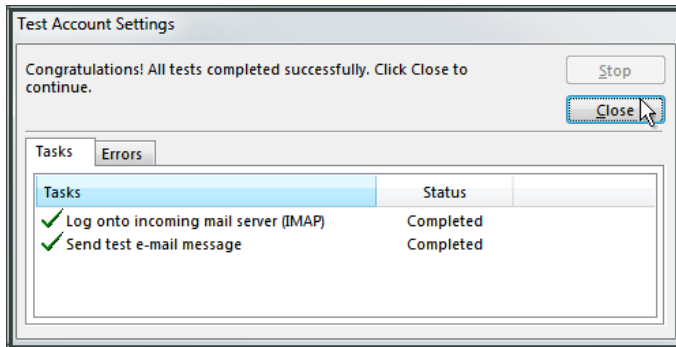 Test Account Settings
Congratulations! All tests completed successfully. Click Close to
continue.
Stop
Close
Tasks Errors
Tasks Status
Log onto incoming mail server (IMAP) Completed
Send test e-mail message Completed